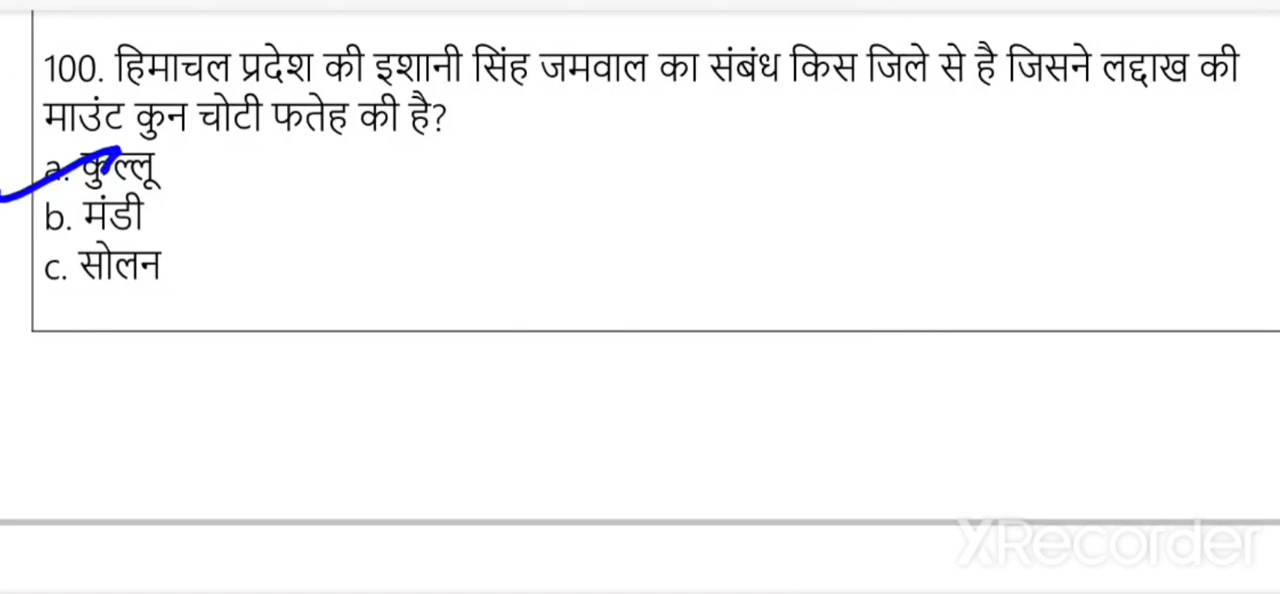 100. हिमाचल प्रदेश की इशानी सिंह जमवाल का संबंध किस जिले से है जिसने लद्दाख की
माउंट कुन चोटी फतेह की है?
a. कुल्लू
b. मंडी
c. सोलन
XRecorder